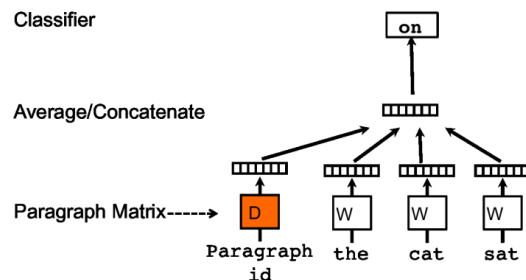 Classifier
on
Average/Concatenate
Paragraph Matrix
D
W
W
W
Paragraph
id
the
cat
sat